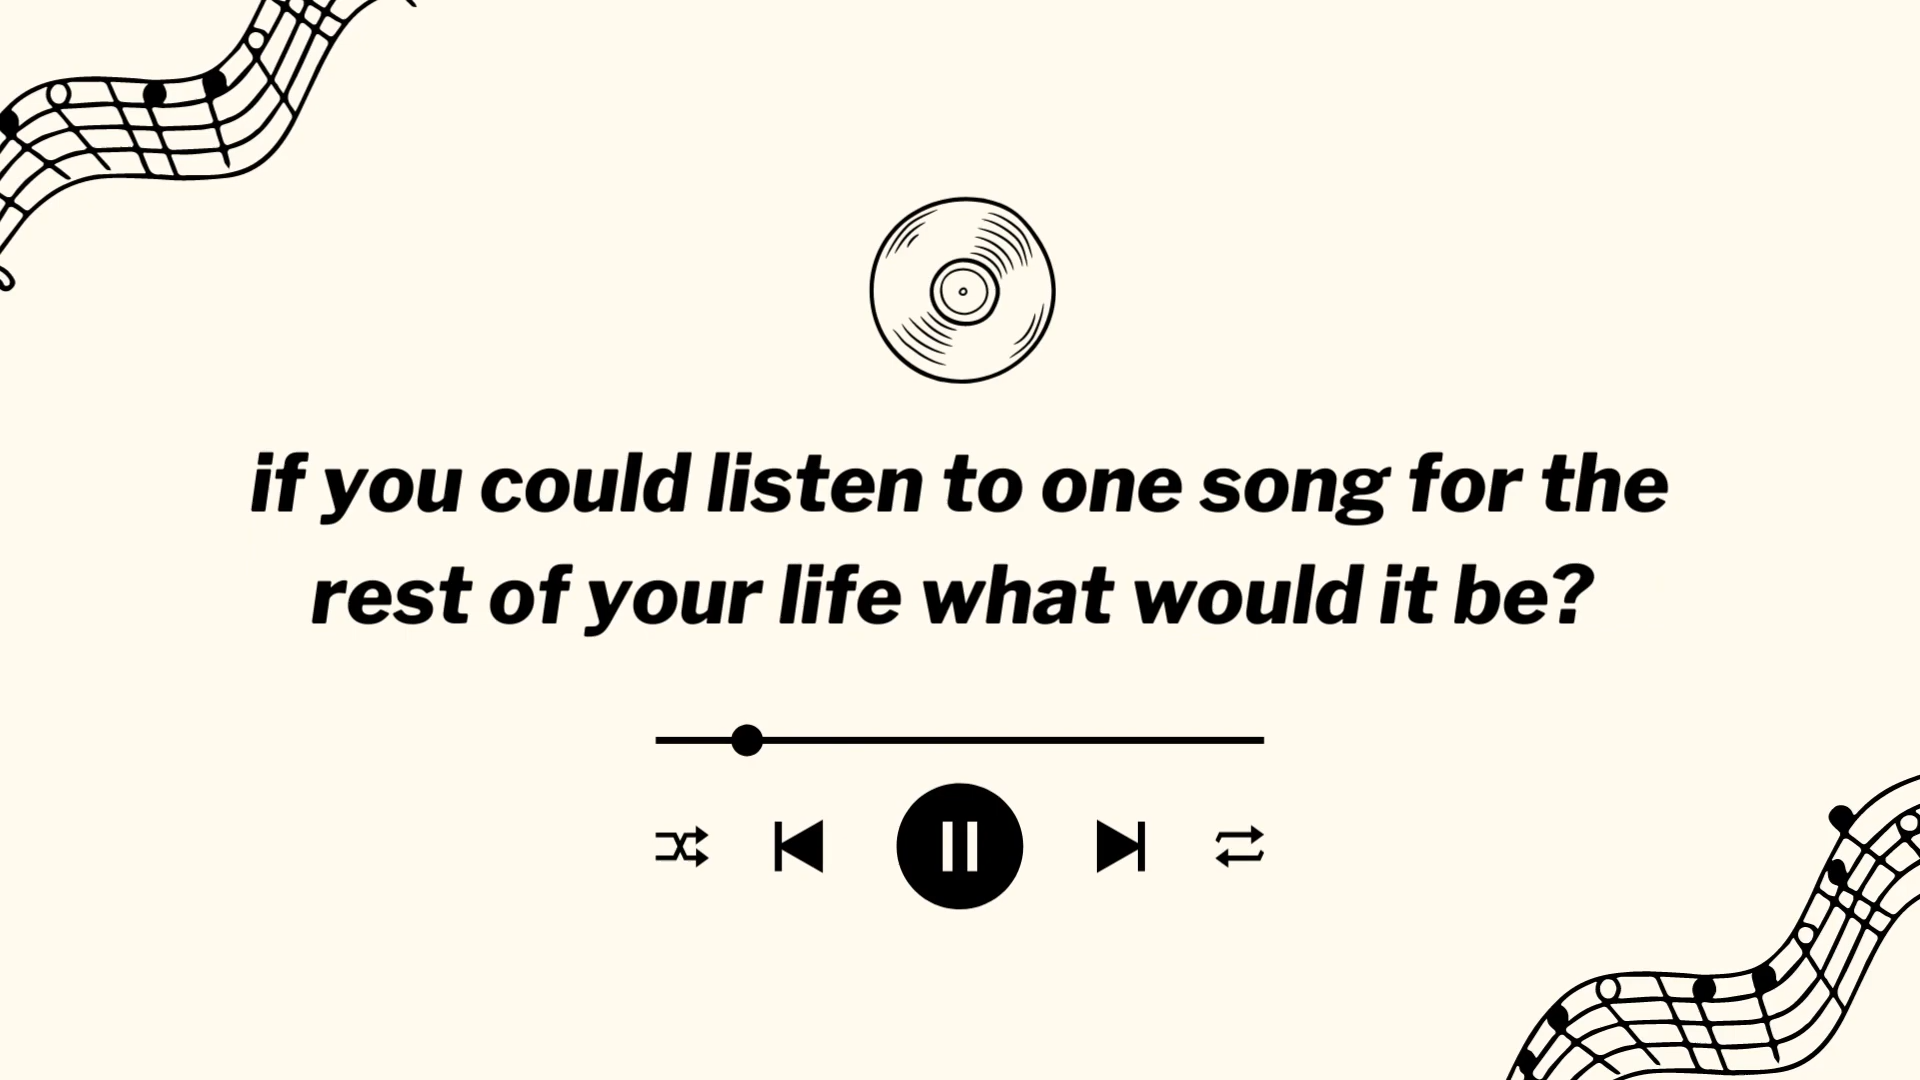 if you could listen to one song for the
rest of your life what would it be?